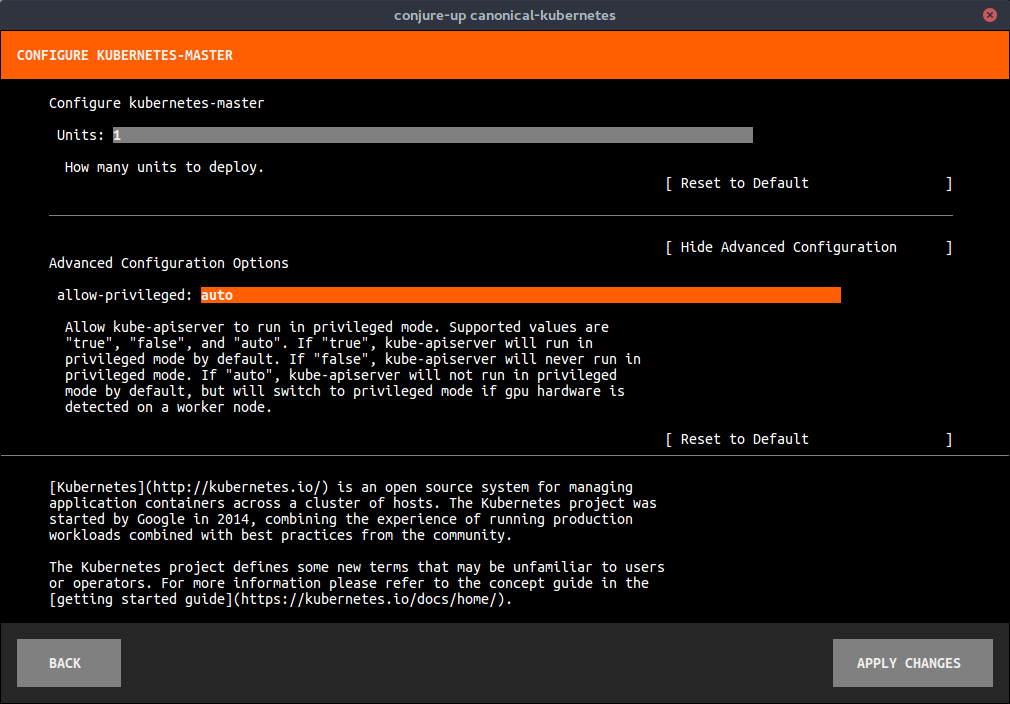 conjure-up canonical-kubernetes
CONFIGURE KUBERNETES-MASTER
Configure kubernetes-master
Units: 1
How many units to deploy.
[ Reset to Default ]
[ Hide Advanced Configuration ]
Advanced Configuration Options
allow-privileged: auto
Allow kube-apiserver to run in privileged mode. Supported values are
"true", "false", and "auto". If "true", kube-apiserver will run in
privileged mode by default. If "false", kube-apiserver will never run in
privileged mode. If "auto", kube-apiserver will not run in privileged
mode by default, but will switch to privileged mode if gpu hardware is
detected on a worker node.
[ Reset to Default ]
[Kubernetes](http://kubernetes.io/) is an open source system for managing
application containers across a cluster of hosts. The Kubernetes project was
started by Google in 2014, combining the experience of running production
workloads combined with best practices from the community.
The Kubernetes project defines some new terms that may be unfamiliar to users
or operators. For more information please refer to the concept guide in the
[getting started guide](https://kubernetes.io/docs/home/).
BACK
APPLY CHANGES